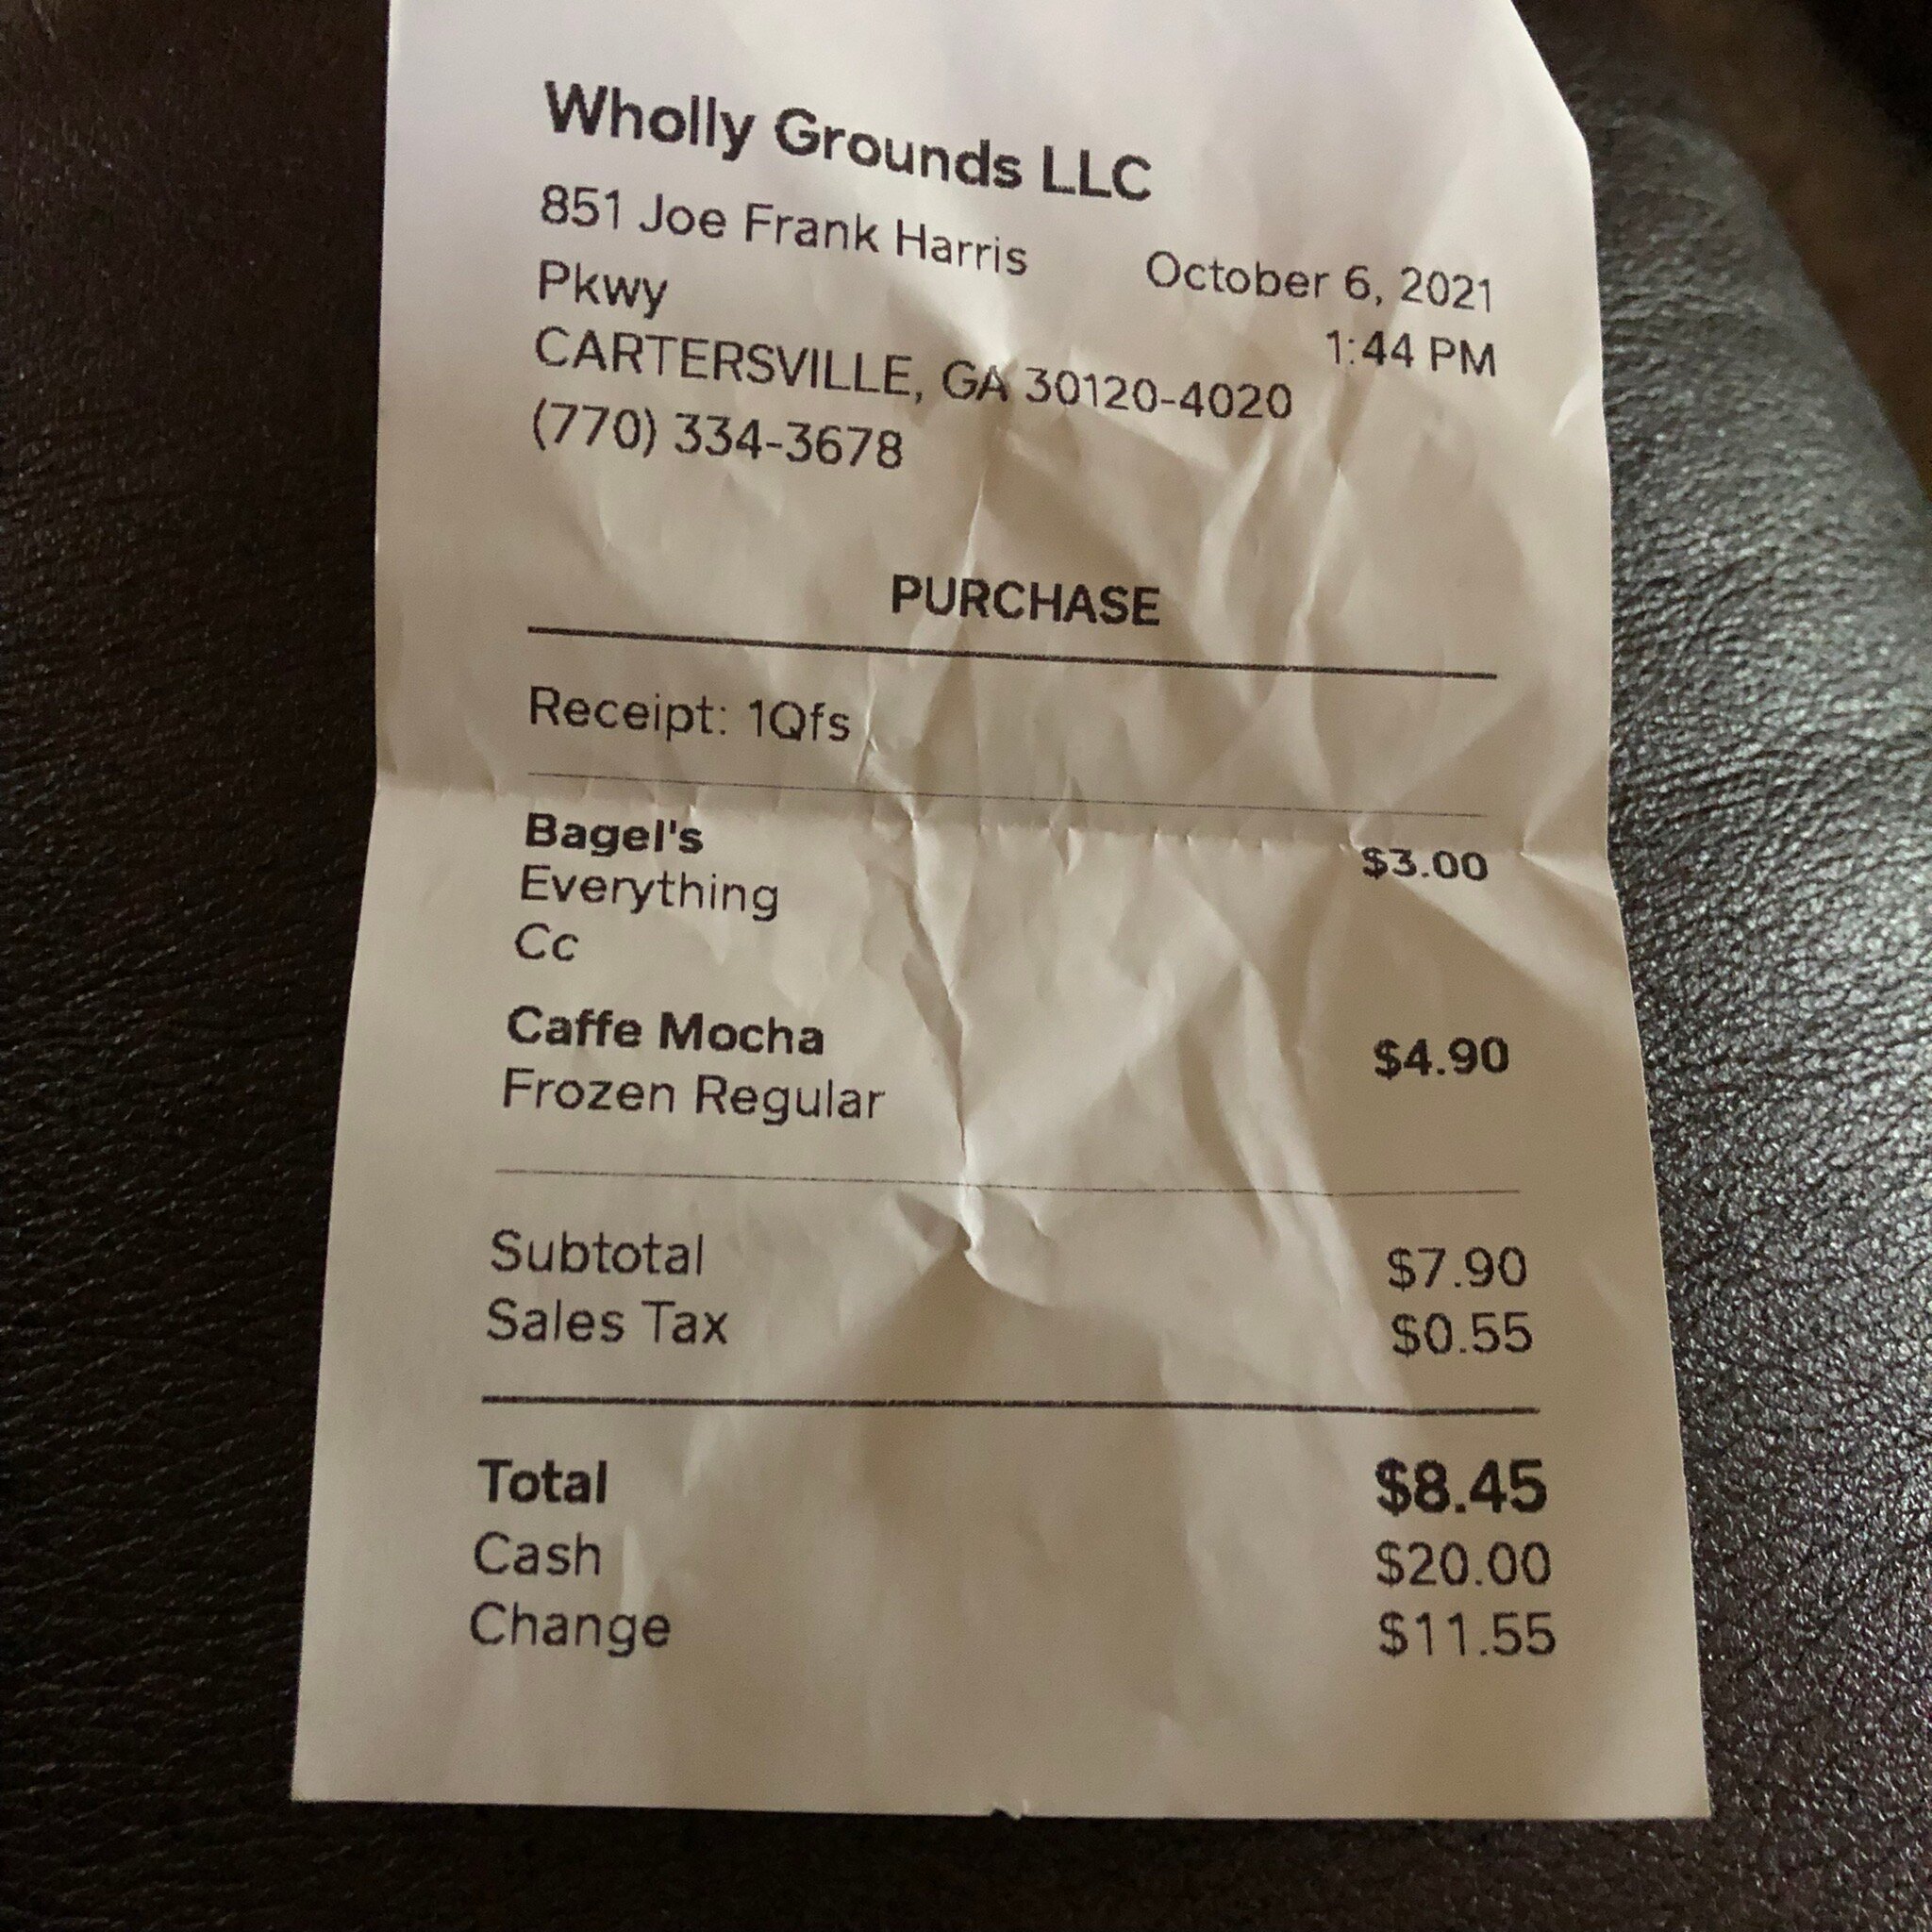 Wholly Grounds LLC
851 Joe Frank Harris
Pkwy
October 6, 2021
CARTERSVILLE, GA 30120-4020
1:44 PM
(770) 334-3678
PURCHASE
Receipt: 1Qfs
Bagel's $3.00
Everything
Cc
Caffe Mocha $4.90
Frozen Regular
Subtotal $7.90
Sales Tax $0.55
Total $8.45
Cash $20.00
Change $11.55